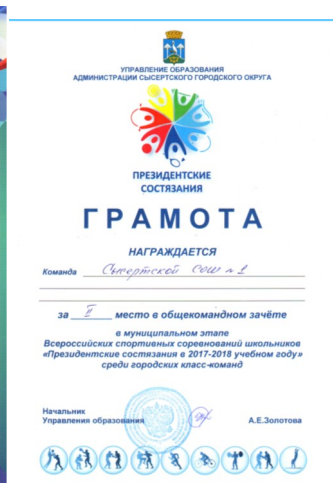 УПРАВЛЕНИЕ ОБРАЗОВАНИЯ
АДМИНИСТРАЦИИ СЫСЕРТСКОГО ГОРОДСКОГО ОКРУГА
ПРЕЗИДЕНТСКИЕ
СОСТЯЗАНИЯ
ГРАМОТА
НАГРАЖДАЕТСЯ
Команда Сысертской СОШ №
за II место в общекомандном зачёте
в муниципальном этапе
Всероссийских спортивных соревнований школьников
«Президентские состязания в 2017-2018 учебном году»
среди городских класс-команд
Начальник
Управления образования А.Е.Золотова